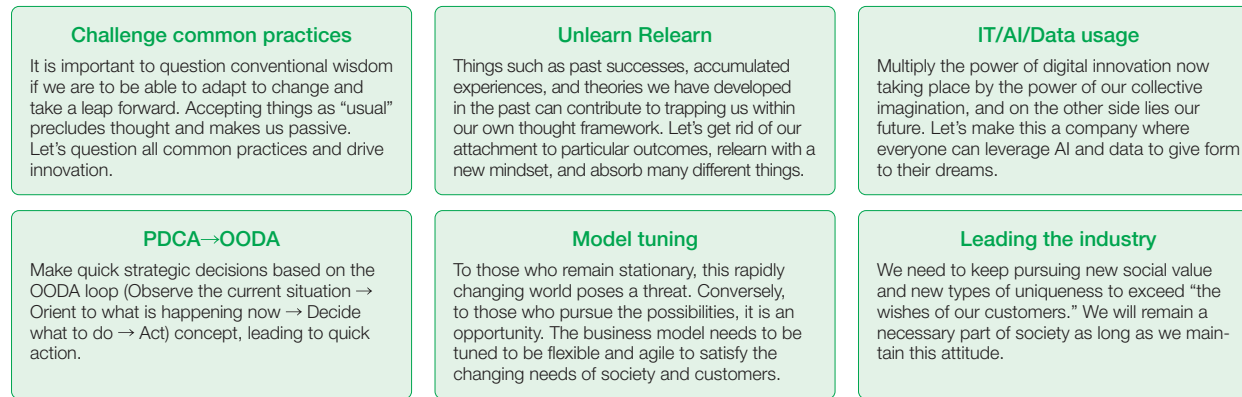 Challenge common practices
It is important to question conventional wisdom
if we are to be able to adapt to change and
take a leap forward. Accepting things as “usual”
precludes thought and makes us passive.
Let’s question all common practices and drive
innovation.
Unlearn Relearn
Things such as past successes, accumulated
experiences, and theories we have developed
in the past can contribute to trapping us within
our own thought framework. Let’s get rid of our
attachment to particular outcomes, relearn with a
new mindset, and absorb many different things.
IT/AI/Data usage
Multiply the power of digital innovation now
taking place by the power of our collective
imagination, and on the other side lies our
future. Let’s make this a company where
everyone can leverage AI and data to give form
to their dreams.
PDCA→OODA
Make quick strategic decisions based on the
OODA loop (Observe the current situation →
Orient to what is happening now → Decide
what to do → Act) concept, leading to quick
action.
Model tuning
To those who remain stationary, this rapidly
changing world poses a threat. Conversely,
to those who pursue the possibilities, it is an
opportunity. The business model needs to be
tuned to be flexible and agile to satisfy the
changing needs of society and customers.
Leading the industry
We need to keep pursuing new social value
and new types of uniqueness to exceed “the
wishes of our customers.” We will remain a
necessary part of society as long as we main-
tain this attitude.